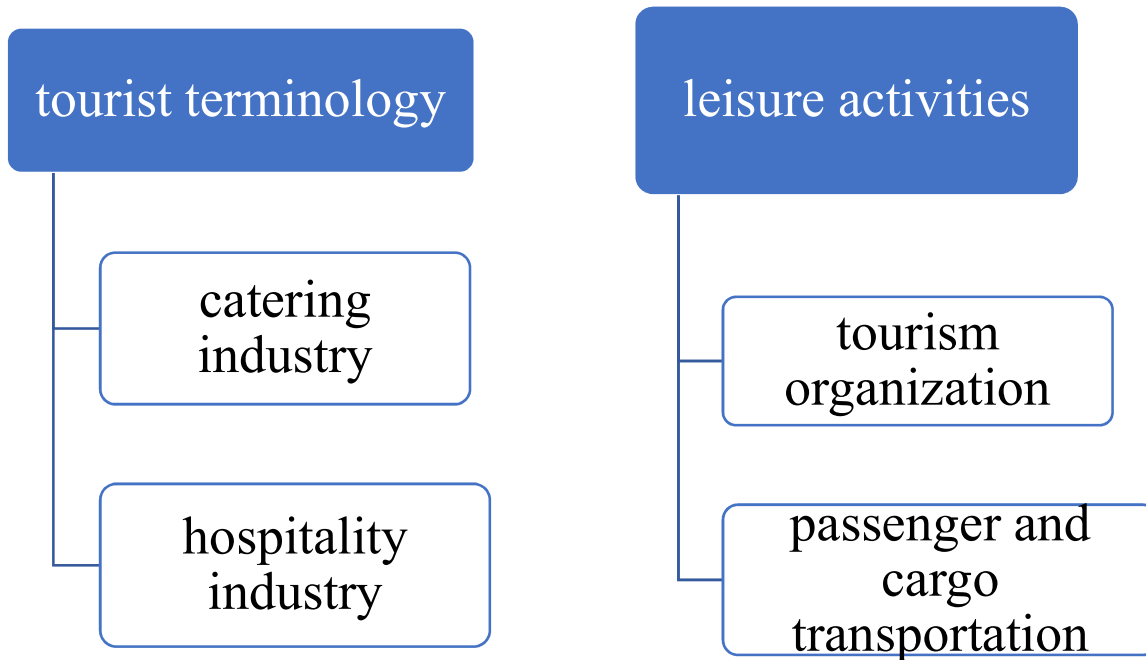 tourist terminology
catering
industry
hospitality
industry
leisure activities
tourism
organization
passenger and
cargo
transportation